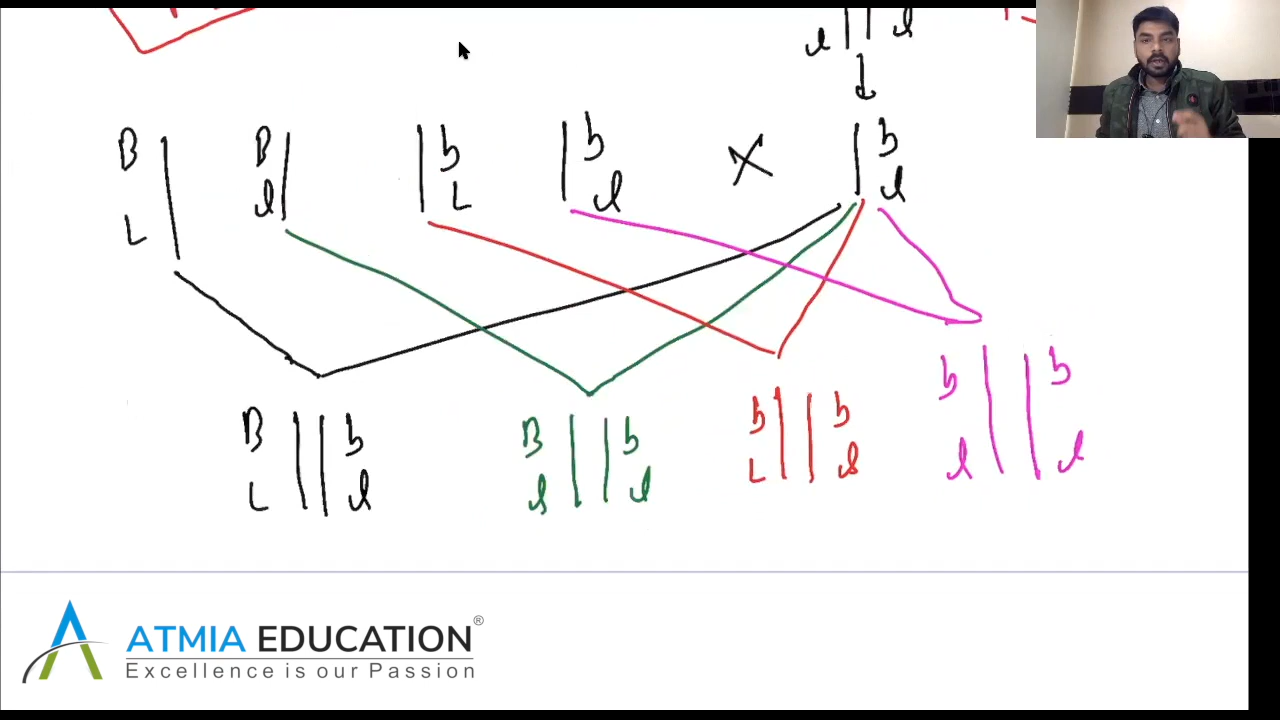 l l
B B b b × b
L l L l l
B b B b b b b b
L l l l L l l l
ATMIA EDUCATION®
Excellence is our Passion